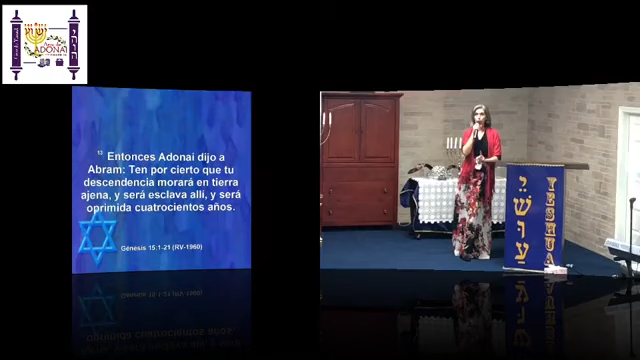 ישוע
ADONAI
13 Entonces Adonai dijo a
Abram: Ten por cierto que tu
descendencia morará en tierra
ajena, y será esclava allí, y será
oprimida cuatrocientos años.
Génesis 15:1-21 (RV-1960)
יֵשׁוּעַ
YESHUA